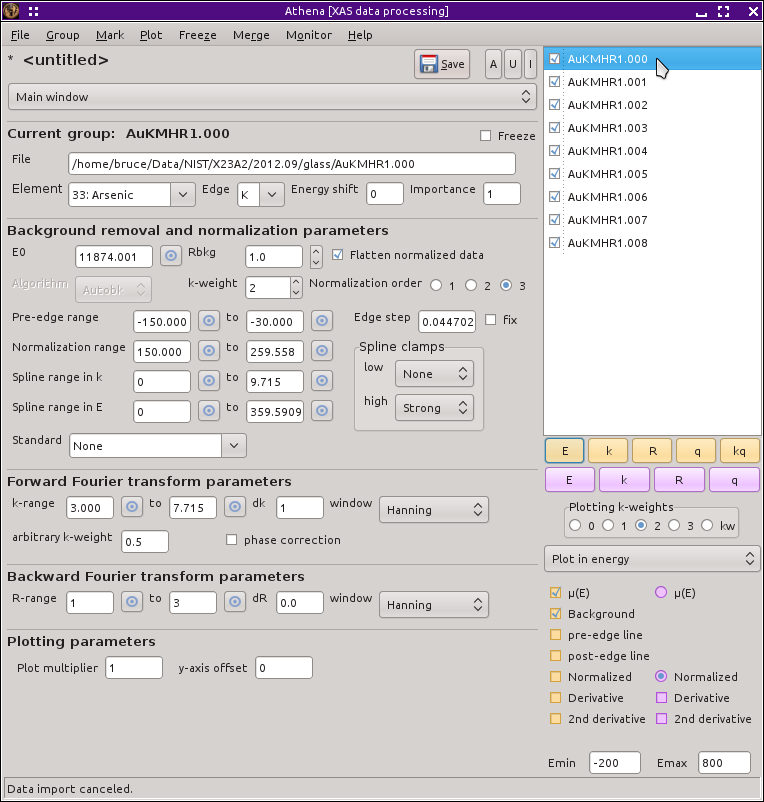 Athena [XAS data processing]
File Group Mark Plot Freeze Merge Monitor Help
* <untitled>
Save A U I
Main window
Current group: AuKMHR1.000
Freeze
File /home/bruce/Data/NIST/X23A2/2012.09/glass/AuKMHR1.000
Element 33: Arsenic Edge K Energy shift 0 Importance 1
Background removal and normalization parameters
E0 11874.001 Rbkg 1.0 Flatten normalized data
Algorithm Autobk k-weight 2 Normalization order 1 2 3
Pre-edge range -150.000 to -30.000 Edge step 0.044702 fix
Normalization range 150.000 to 259.558
Spline clamps
Spline range in k 0 to 9.715
low None
Spline range in E 0 to 359.5909
high Strong
Standard None
Forward Fourier transform parameters
k-range 3.000 to 7.715 dk 1 window Hanning
arbitrary k-weight 0.5 phase correction
Backward Fourier transform parameters
R-range 1 to 3 dR 0.0 window Hanning
Plotting parameters
Plot multiplier 1 y-axis offset 0
AuKMHR1.000
AuKMHR1.001
AuKMHR1.002
AuKMHR1.003
AuKMHR1.004
AuKMHR1.005
AuKMHR1.006
AuKMHR1.007
AuKMHR1.008
E k R q kq
E k R q
Plotting k-weights
0 1 2 3 kw
Plot in energy
μ(E) μ(E)
Background
pre-edge line
post-edge line
Normalized Normalized
Derivative Derivative
2nd derivative 2nd derivative
Emin -200 Emax 800
Data import canceled.